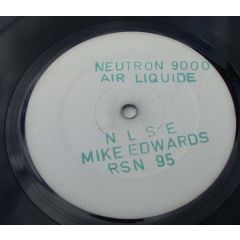 NEUTRON 9000
AIR LIQUIDE
N L S E
MIKE EDWARDS
RSN 95